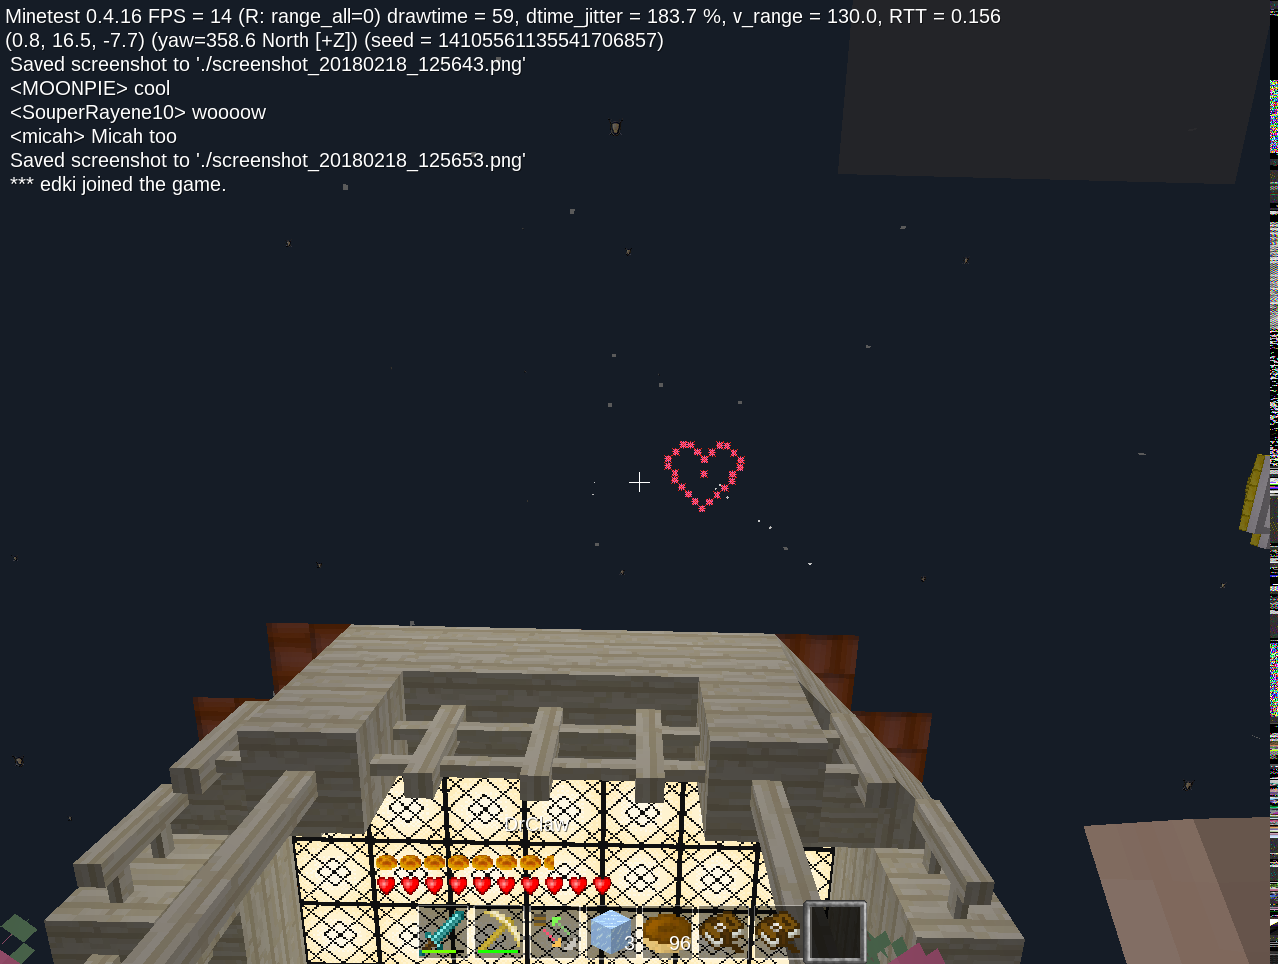 Minetest 0.4.16 FPS = 14 (R: range_all=0) drawtime = 59, dtime_jitter = 183.7 %, v_range = 130.0, RTT = 0.156
(0.8, 16.5, -7.7) (yaw=358.6 North [+Z]) (seed = 14105561135541706857)
Saved screenshot to './screenshot_20180218_125643.png'
<MOONPIE> cool
<SouperRayene10> woooow
<micah> Micah too
Saved screenshot to './screenshot_20180218_125653.png'
*** edki joined the game.
DrClaw
3 96